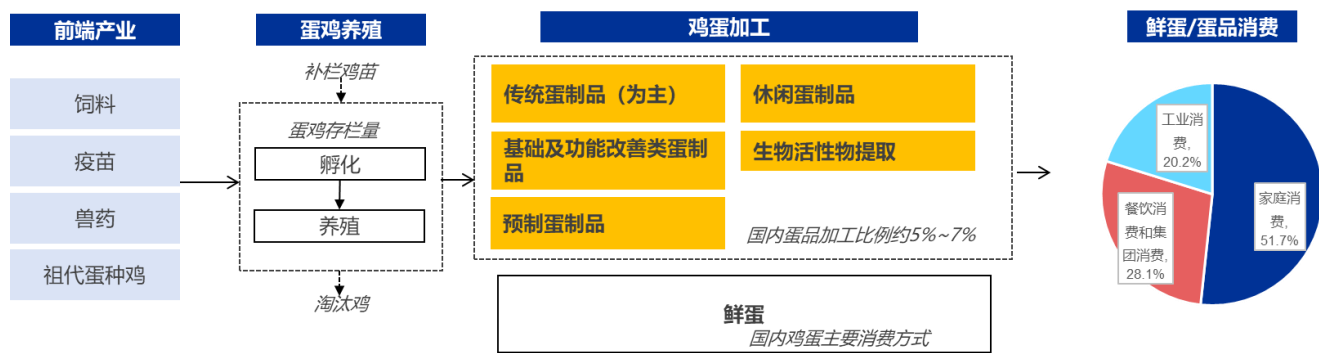 前端产业
饲料
疫苗
兽药
祖代蛋种鸡
蛋鸡养殖
补栏鸡苗
蛋鸡存栏量
孵化
养殖
淘汰鸡
鸡蛋加工
传统蛋制品（为主）
休闲蛋制品
基础及功能改善类蛋制
品
生物活性物提取
预制蛋制品
国内蛋品加工比例约5%~7%
鲜蛋
国内鸡蛋主要消费方式
鲜蛋/蛋品消费
工业消
费,
20.2%
家庭消
费,
51.7%
餐饮消
费和集
团消费,
28.1%